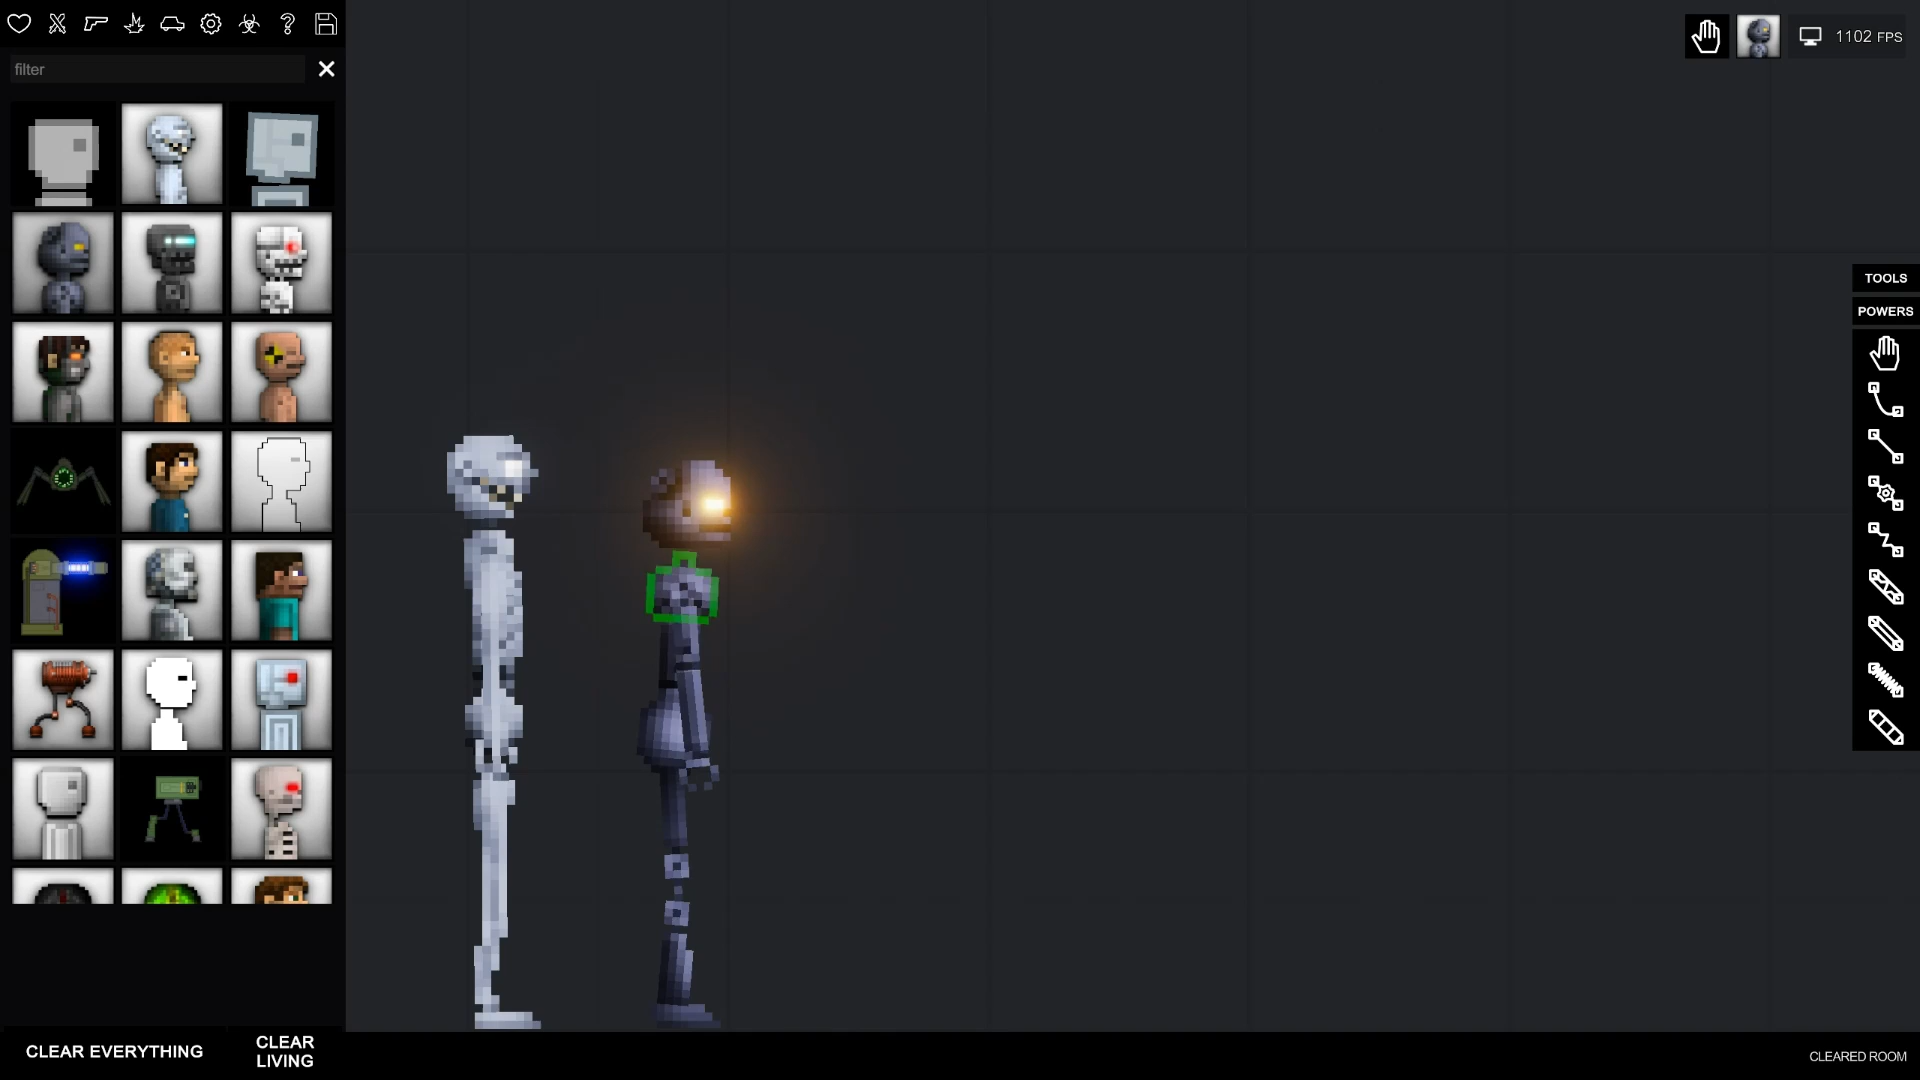 filter
1102 FPS
TOOLS
POWERS
CLEAR EVERYTHING
CLEAR
LIVING
CLEARED ROOM